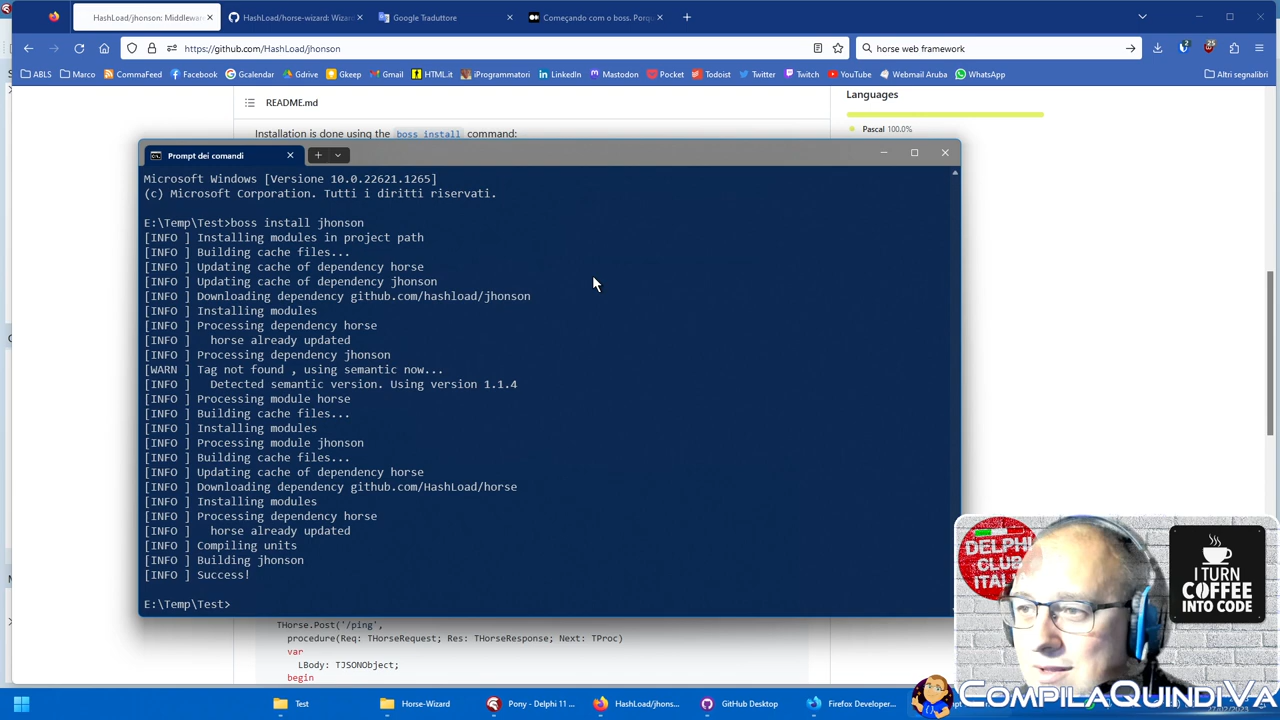 HashLoad/jhonson: Middlewar
HashLoad/horse-wizard: Wizar
Google Traduttore
Começando com o boss. Porqu
https://github.com/HashLoad/jhonson
horse web framework
ABLS
Marco
CommaFeed
Facebook
Gcalendar
Gdrive
Gkeep
Gmail
HTML.it
iProgrammatori
LinkedIn
Mastodon
Pocket
Todoist
Twitter
Twitch
YouTube
Webmail Aruba
WhatsApp
Altri segnalibri
README.md
Languages
Pascal 100.0%
Installation is done using the boss install command:
Prompt dei comandi
Microsoft Windows [Versione 10.0.22621.1265]
(c) Microsoft Corporation. Tutti i diritti riservati.
E:\Temp\Test>boss install jhonson
[INFO ] Installing modules in project path
[INFO ] Building cache files...
[INFO ] Updating cache of dependency horse
[INFO ] Updating cache of dependency jhonson
[INFO ] Downloading dependency github.com/hashload/jhonson
[INFO ] Installing modules
[INFO ] Processing dependency horse
[INFO ]   horse already updated
[INFO ] Processing dependency jhonson
[WARN ] Tag not found , using semantic now...
[INFO ]   Detected semantic version. Using version 1.1.4
[INFO ] Processing module horse
[INFO ] Building cache files...
[INFO ] Installing modules
[INFO ] Processing module jhonson
[INFO ] Building cache files...
[INFO ] Updating cache of dependency horse
[INFO ] Downloading dependency github.com/HashLoad/horse
[INFO ] Installing modules
[INFO ] Processing dependency horse
[INFO ]   horse already updated
[INFO ] Compiling units
[INFO ] Building jhonson
[INFO ] Success!
E:\Temp\Test>
THorse.Post('/ping',
procedure(Req: THorseRequest; Res: THorseResponse; Next: TProc)
var
LBody: TJSONObject;
begin
DELPHI
CLUB
ITALIA
I TURN
COFFEE
INTO CODE
COMPILAQUINDIVA
Test
Horse-Wizard
Pony - Delphi 11 ...
HashLoad/jhons...
GitHub Desktop
Firefox Developer...